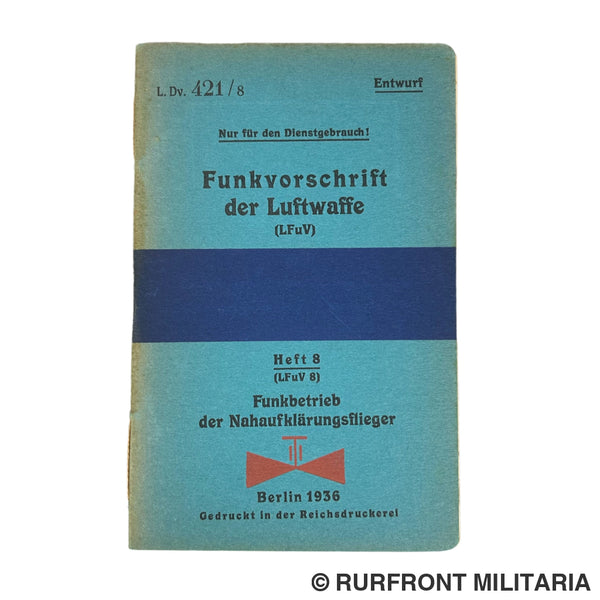 L. Dv. 421/8
Entwurf
Nur für den Dienstgebrauch!
Funkvorschrift
der Luftwaffe
(LFuV)
Heft 8
(LFuV 8)
Funkbetrieb
der Nahaufklärungsflieger
Berlin 1936
Gedruckt in der Reichsdruckerei
© RURFRONT MILITARIA